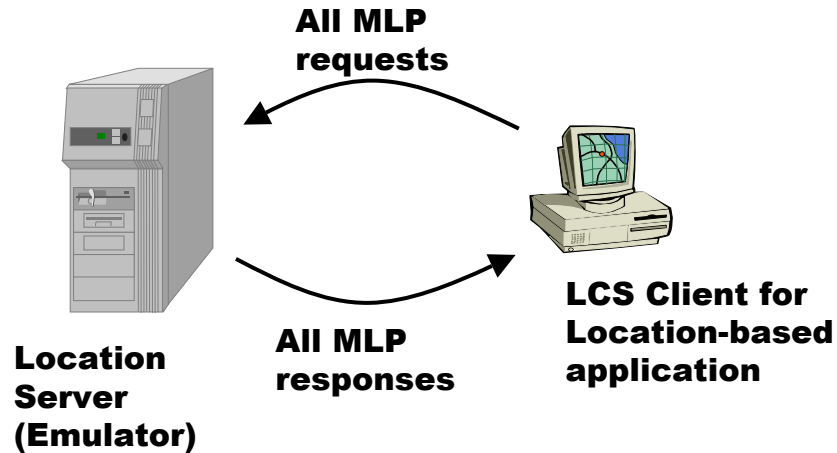 All MLP
requests
LCS Client for
Location-based
application
All MLP
responses
Location
Server
(Emulator)